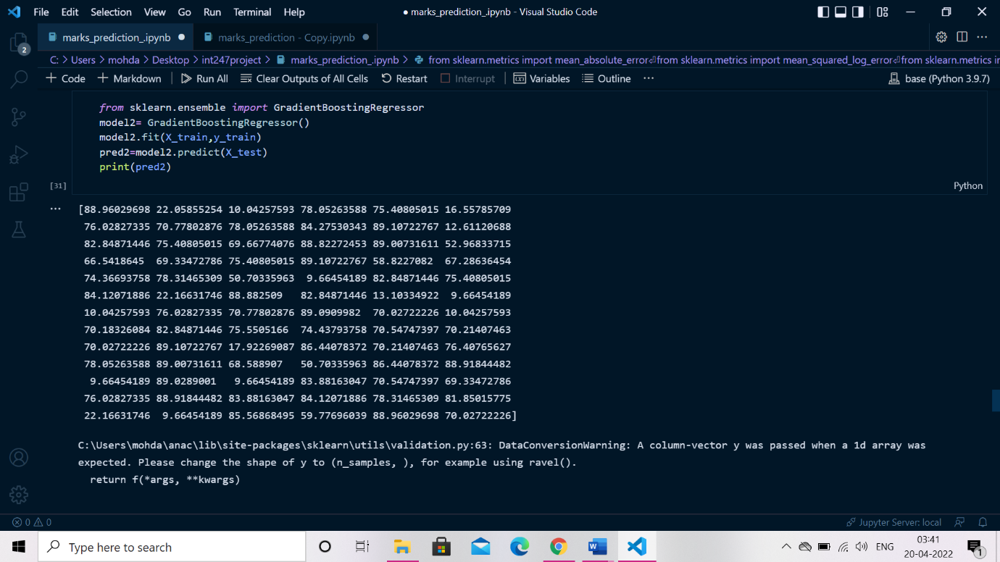 File Edit Selection View Go Run Terminal Help
● marks_prediction_.ipynb - Visual Studio Code
marks_prediction_.ipynb ●
marks_prediction - Copy.ipynb ●
2
C: > Users > mohda > Desktop > int247project > marks_prediction_.ipynb > from sklearn.metrics import mean_absolute_error⏎from sklearn.metrics import mean_squared_log_error⏎from sklearn.metrics i
+ Code + Markdown | Run All Clear Outputs of All Cells Restart Interrupt | Variables Outline ···
base (Python 3.9.7)
from sklearn.ensemble import GradientBoostingRegressor
model2= GradientBoostingRegressor()
model2.fit(X_train,y_train)
pred2=model2.predict(X_test)
print(pred2)
[31]
Python
[88.96029698 22.05855254 10.04257593 78.05263588 75.40805015 16.55785709
76.02827335 70.77802876 78.05263588 84.27530343 89.10722767 12.61120688
82.84871446 75.40805015 69.66774076 88.82272453 89.00731611 52.96833715
66.5418645 69.33472786 75.40805015 89.10722767 58.8227082 67.28636454
74.36693758 78.31465309 50.70335963 9.66454189 82.84871446 75.40805015
84.12071886 22.16631746 88.882509 82.84871446 13.10334922 9.66454189
10.04257593 76.02827335 70.77802876 89.0909982 70.02722226 10.04257593
70.18326084 82.84871446 75.5505166 74.43793758 70.54747397 70.21407463
70.02722226 89.10722767 17.92269087 86.44078372 70.21407463 76.40765627
78.05263588 89.00731611 68.588907 50.70335963 86.44078372 88.91844482
9.66454189 89.0289001 9.66454189 83.88163047 70.54747397 69.33472786
76.02827335 88.91844482 83.88163047 84.12071886 78.31465309 81.85015775
22.16631746 9.66454189 85.56868495 59.77696039 88.96029698 70.02722226]
C:\Users\mohda\anac\lib\site-packages\sklearn\utils\validation.py:63: DataConversionWarning: A column-vector y was passed when a 1d array was
expected. Please change the shape of y to (n_samples, ), for example using ravel().
return f(*args, **kwargs)
0 0
Jupyter Server: local
Type here to search
ENG
03:41
20-04-2022
1